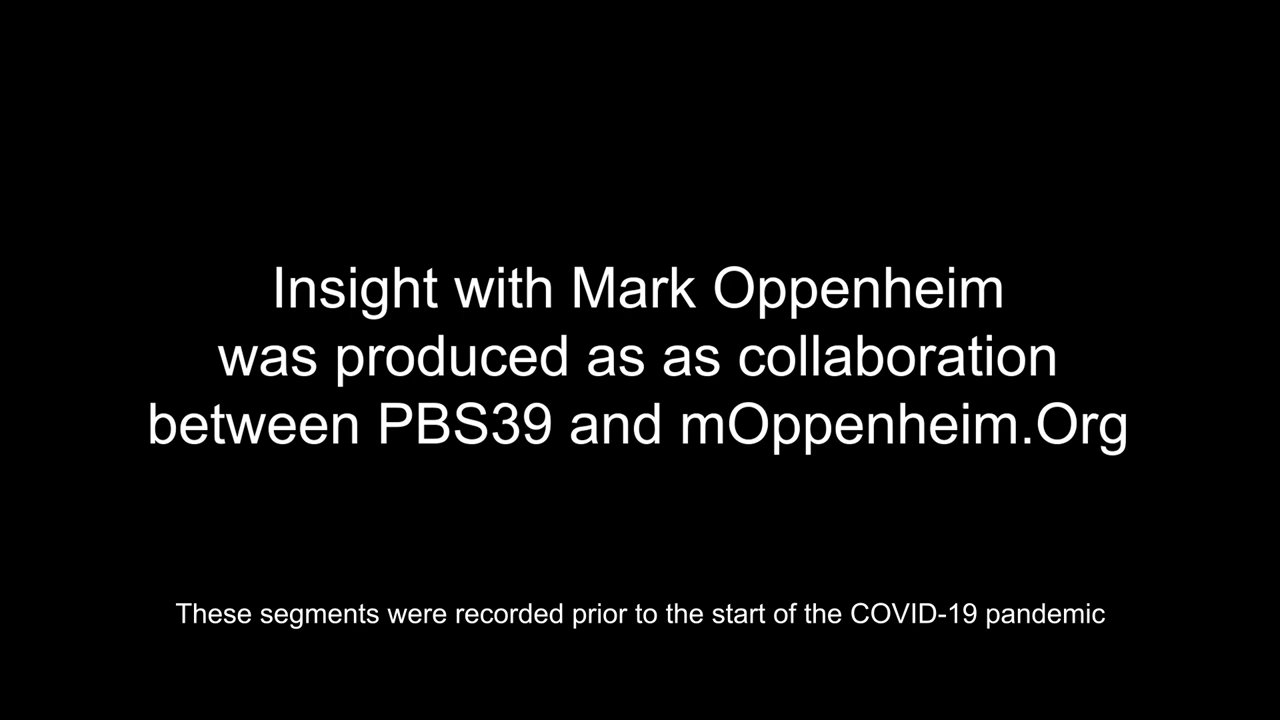 Insight with Mark Oppenheim
was produced as as collaboration
between PBS39 and mOppenheim.Org
These segments were recorded prior to the start of the COVID-19 pandemic